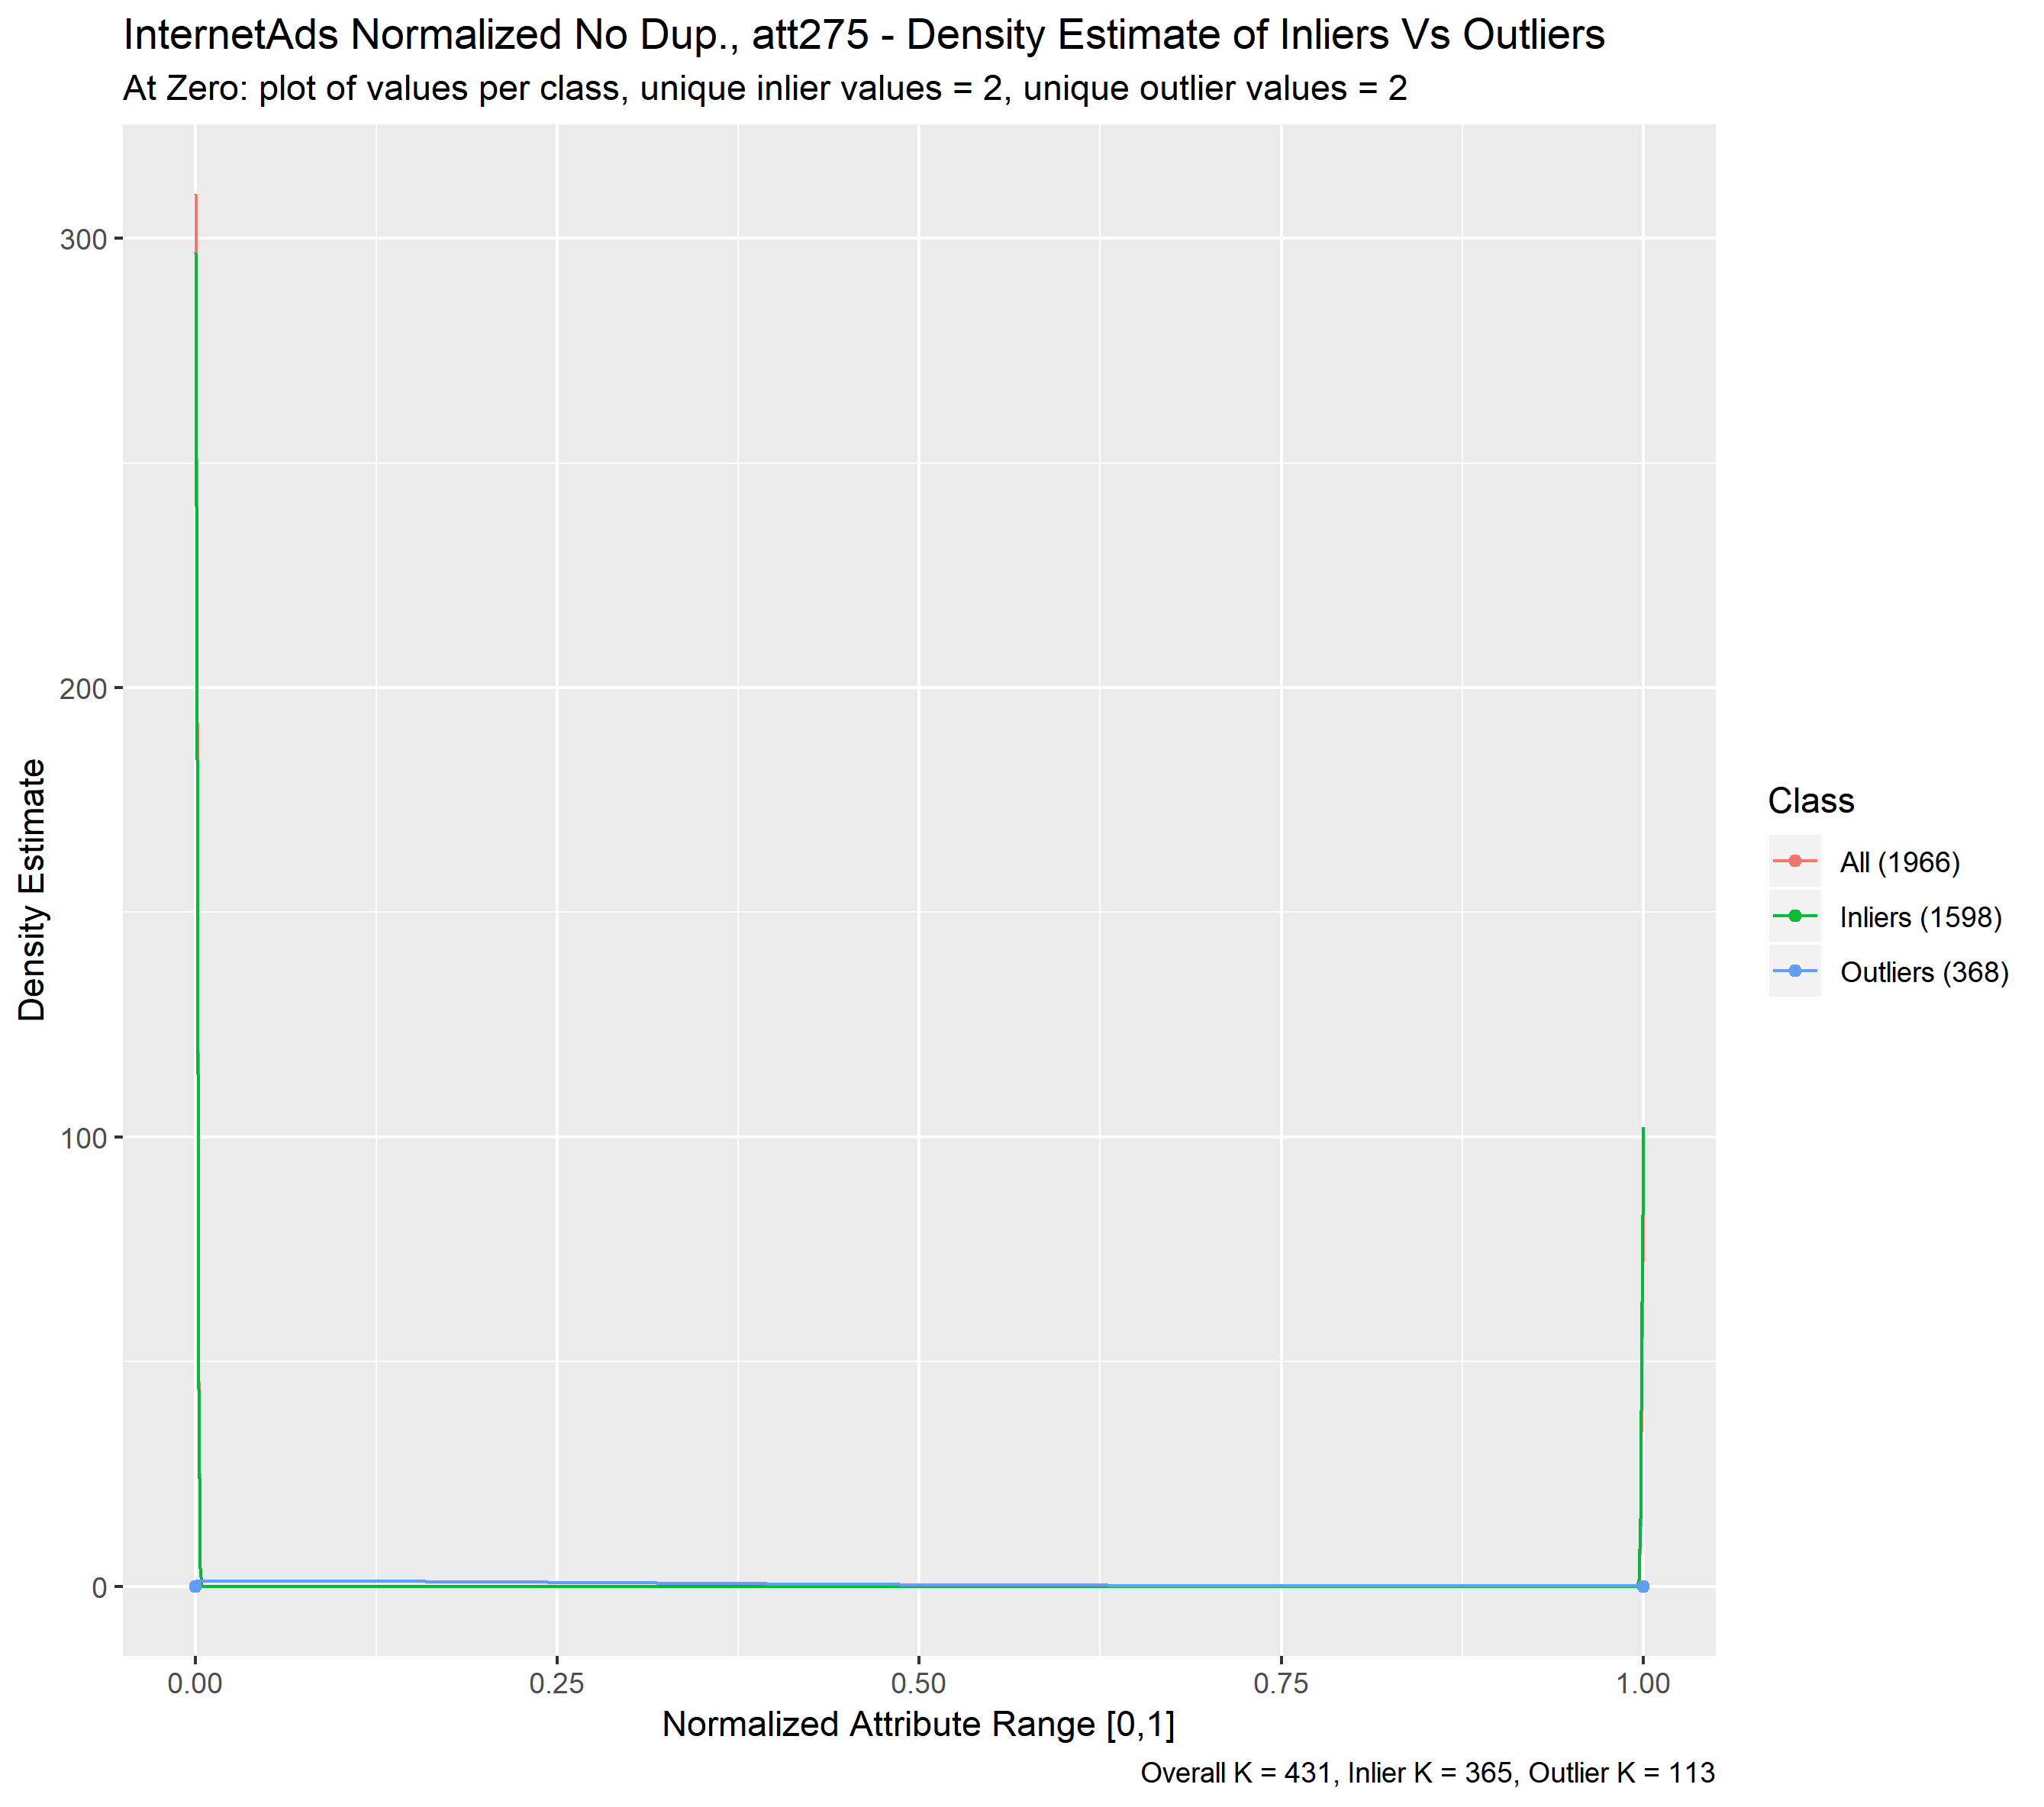 InternetAds Normalized No Dup., att275 - Density Estimate of Inliers Vs Outliers
At Zero: plot of values per class, unique inlier values = 2, unique outlier values = 2
300
200
100
0
Density Estimate
0.00 0.25 0.50 0.75 1.00
Normalized Attribute Range [0,1]
Overall K = 431, Inlier K = 365, Outlier K = 113
Class
All (1966)
Inliers (1598)
Outliers (368)